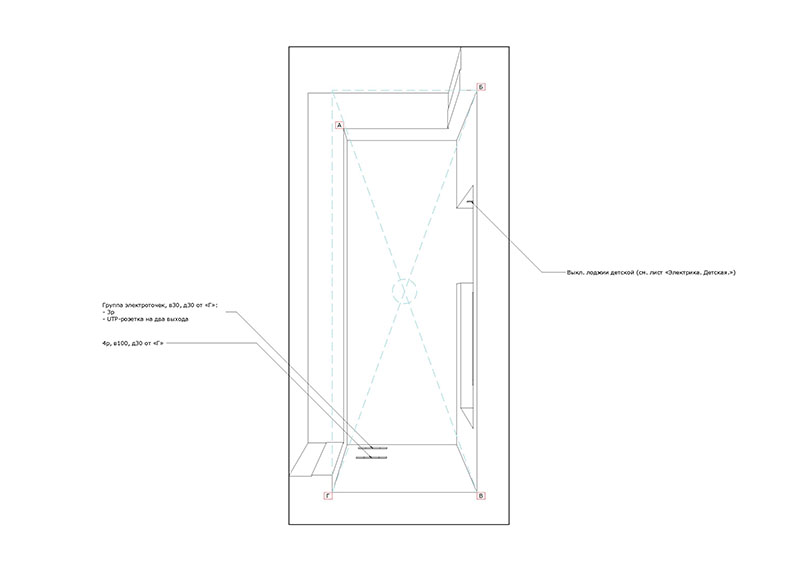 Б
А
Выкл. лоджии детской (см. лист «Электрика. Детская.»)
Группа электроточек, в30, д30 от «Г»:
- 3р
- UTP-розетка на два выхода
4р, в100, д30 от «Г»
Г
В